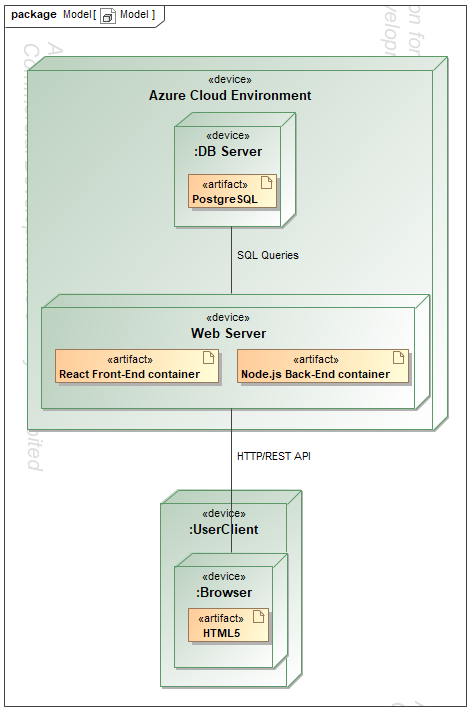 package Model[ Model ]
«device»
Azure Cloud Environment
«device»
:DB Server
«artifact»
PostgreSQL
SQL Queries
«device»
Web Server
«artifact»
React Front-End container
«artifact»
Node.js Back-End container
HTTP/REST API
«device»
:UserClient
«device»
:Browser
«artifact»
HTML5